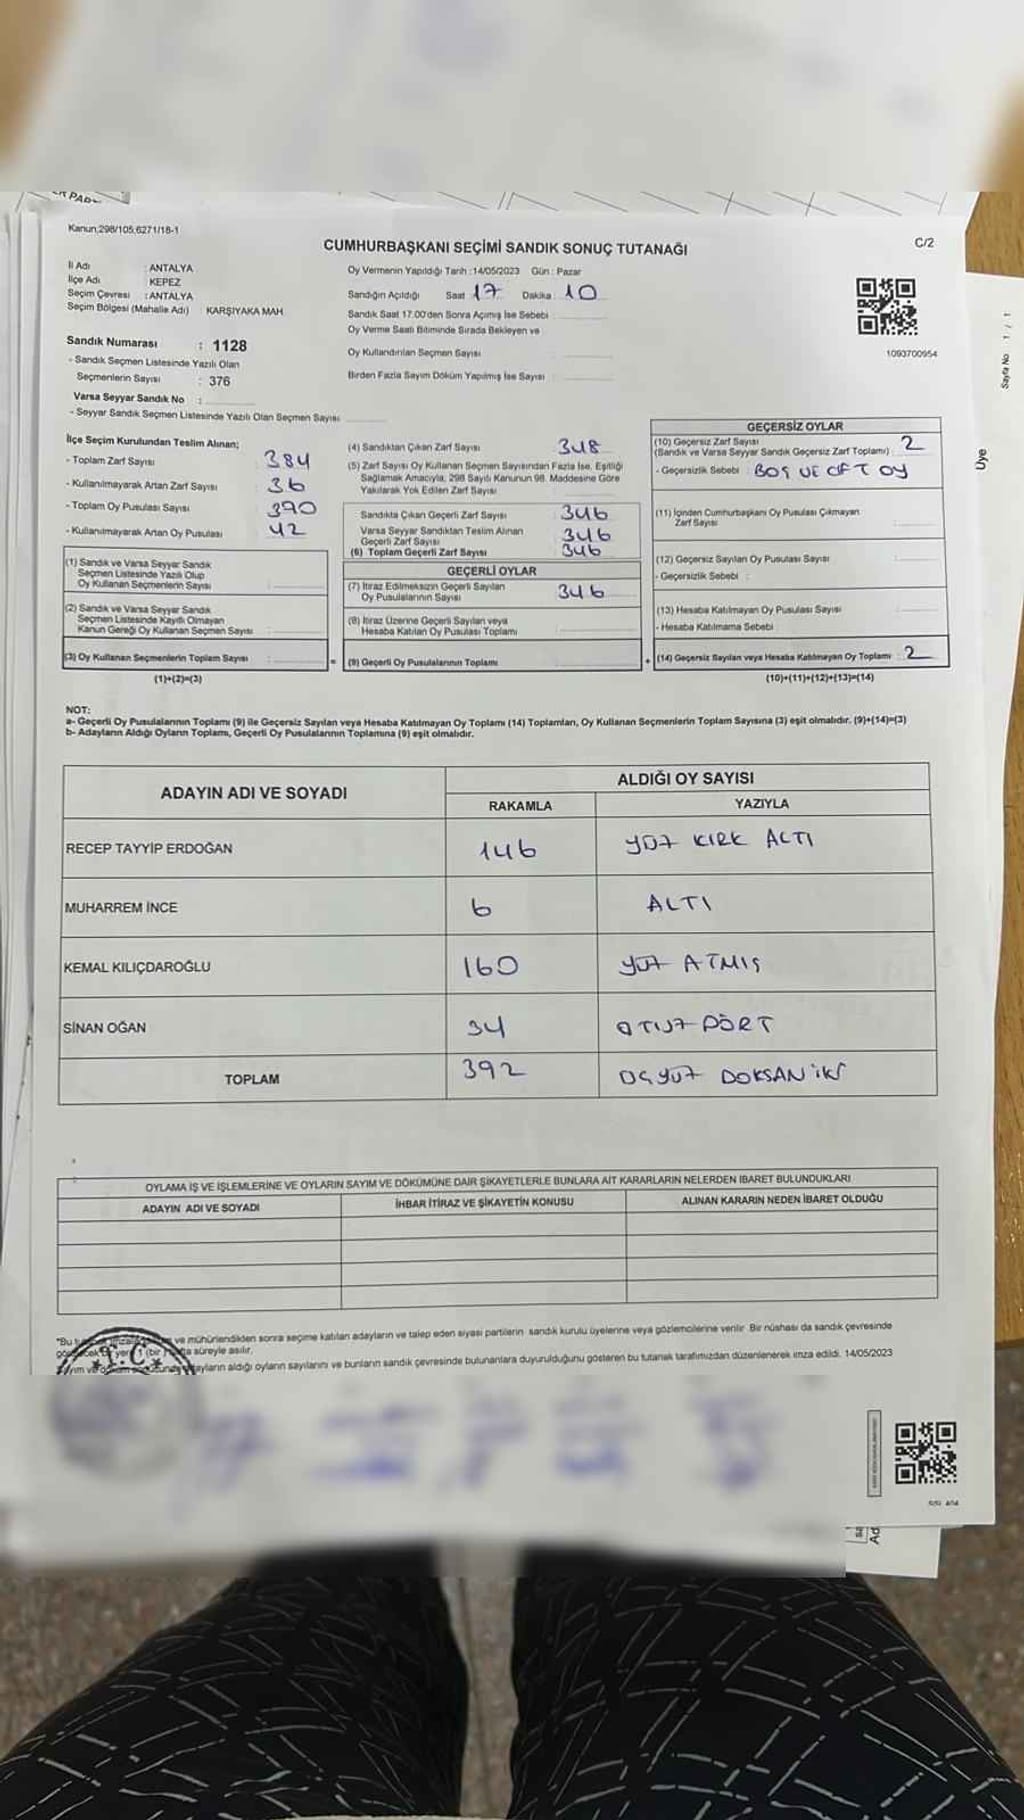 Kanun,298/105,6271/18-1
C/2
CUMHURBAŞKANI SEÇİMİ SANDIK SONUÇ TUTANAĞI
İl Adı : ANTALYA
İlçe Adı : KEPEZ
Seçim Çevresi : ANTALYA
Seçim Bölgesi (Mahalle Adı) : KARŞIYAKA MAH.
Sandık Numarası : 1128
- Sandık Seçmen Listesinde Yazılı Olan
Seçmenlerin Sayısı : 376
Varsa Seyyar Sandık No :
- Seyyar Sandık Seçmen Listesinde Yazılı Olan Seçmen Sayısı
Oy Vermenin Yapıldığı Tarih :14/05/2023 Gün : Pazar
Sandığın Açıldığı Saat 17 Dakika : 10
Sandık Saat 17.00'den Sonra Açımış İse Sebebi :
Oy Verme Saati Bitiminde Sırada Bekleyen ve
Oy Kullandırılan Seçmen Sayısı
Birden Fazla Sayım Döküm Yapılmış İse Sayısı :
1093700954
Sayfa No 1 / 1
Üye
İlçe Seçim Kurulundan Teslim Alınan;
- Toplam Zarf Sayısı : 384
- Kullanılmayarak Artan Zarf Sayısı : 36
- Toplam Oy Pusulası Sayısı : 390
- Kullanılmayarak Artan Oy Pusulası : 42
(1) Sandık ve Varsa Seyyar Sandık
Seçmen Listesinde Yazılı Olup
Oy Kullanan Seçmenlerin Sayısı :
(2) Sandık ve Varsa Seyyar Sandık
Seçmen Listesinde Kayıtlı Olmayan
Kanun Gereği Oy Kullanan Seçmen Sayısı :
(3) Oy Kullanan Seçmenlerin Toplam Sayısı :
(1)+(2)=(3)
(4) Sandıktan Çıkan Zarf Sayısı : 348
(5) Zarf Sayısı Oy Kullanan Seçmen Sayısından Fazla İse, Eşitliği
Sağlamak Amacıyla, 298 Sayılı Kanunun 98. Maddesine Göre
Yakılarak Yok Edilen Zarf Sayısı
Sandıkta Çıkan Geçerli Zarf Sayısı : 346
Varsa Seyyar Sandıktan Teslim Alınan
Geçerli Zarf Sayısı : 346
(6) Toplam Geçerli Zarf Sayısı : 346
GEÇERLİ OYLAR
(7) İtiraz Edilmeksizin Geçerli Sayılan
Oy Pusulalarının Sayısı : 346
(8) İtiraz Üzerine Geçerli Sayılan veya
Hesaba Katılan Oy Pusulası Toplamı
= (9) Geçerli Oy Pusulalarının Toplamı
GEÇERSİZ OYLAR
(10) Geçersiz Zarf Sayısı
(Sandık ve Varsa Seyyar Sandık Geçersiz Zarf Toplamı) : 2
- Geçersizlik Sebebi : BOŞ VE ÇİFT OY
(11) İçinden Cumhurbaşkanı Oy Pusulası Çıkmayan
Zarf Sayısı
(12) Geçersiz Sayılan Oy Pusulası Sayısı
- Geçersizlik Sebebi :
(13) Hesaba Katılmayan Oy Pusulası Sayısı
- Hesaba Katılmama Sebebi
+ (14) Geçersiz Sayılan veya Hesaba Katılmayan Oy Toplamı : 2
(10)+(11)+(12)+(13)=(14)
NOT:
a- Geçerli Oy Pusulalarının Toplamı (9) ile Geçersiz Sayılan veya Hesaba Katılmayan Oy Toplamı (14) Toplamları, Oy Kullanan Seçmenlerin Toplam Sayısına (3) eşit olmalıdır. (9)+(14)=(3)
b- Adayların Aldığı Oyların Toplamı, Geçerli Oy Pusulalarının Toplamına (9) eşit olmalıdır.
ADAYIN ADI VE SOYADI
ALDIĞI OY SAYISI
RAKAMLA YAZIYLA
RECEP TAYYİP ERDOĞAN 146 YÜZ KIRK ALTI
MUHARREM İNCE 6 ALTI
KEMAL KILIÇDAROĞLU 160 YÜZ ATMIŞ
SİNAN OĞAN 34 OTUZ DÖRT
TOPLAM 392 ÜÇYÜZ DOKSAN İKİ
OYLAMA İŞ VE İŞLEMLERİNE VE OYLARIN SAYIM VE DÖKÜMÜNE DAİR ŞİKAYETLERLE BUNLARA AİT KARARLARIN NELERDEN İBARET BULUNDUKLARI
ADAYIN ADI VE SOYADI İHBAR İTİRAZ VE ŞİKAYETİN KONUSU ALINAN KARARIN NEDEN İBARET OLDUĞU
ve mühürlendikten sonra seçime katılan adayların ve talep eden siyasi partilerin sandık kurulu üyelerine veya gözlemcilerine verilir. Bir nüshası da sandık çevresinde
yere 1 (bir) süreyle asılır.
adayların aldığı oyların sayılarını ve bunların sandık çevresinde bulunanlara duyurulduğunu gösteren bu tutanak tarafımızdan düzenlenerek imza edildi. 14/05/2023
T.C.